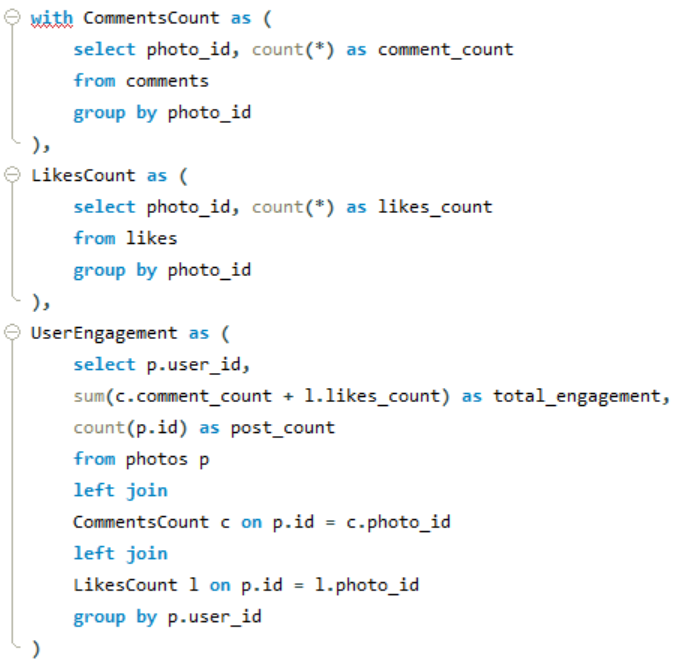 with CommentsCount as (
select photo_id, count(*) as comment_count
from comments
group by photo_id
),
LikesCount as (
select photo_id, count(*) as likes_count
from likes
group by photo_id
),
UserEngagement as (
select p.user_id,
sum(c.comment_count + l.likes_count) as total_engagement,
count(p.id) as post_count
from photos p
left join
CommentsCount c on p.id = c.photo_id
left join
LikesCount l on p.id = l.photo_id
group by p.user_id
)